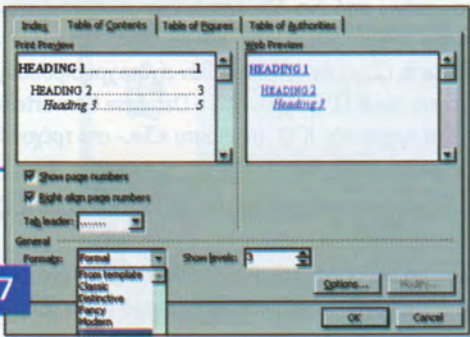 Index Table of Contents Table of Figures Table of Authorities
Print Preview Web Preview
HEADING 1 1
HEADING 2 3
Heading 3 5
HEADING 1
HEADING 2
Heading 3
Show page numbers
Right align page numbers
Tab leader: .......
General
Formats: Formal Show levels: 3
From template
Classic
Distinctive
Fancy
Modern
Options... Modify...
OK Cancel
7